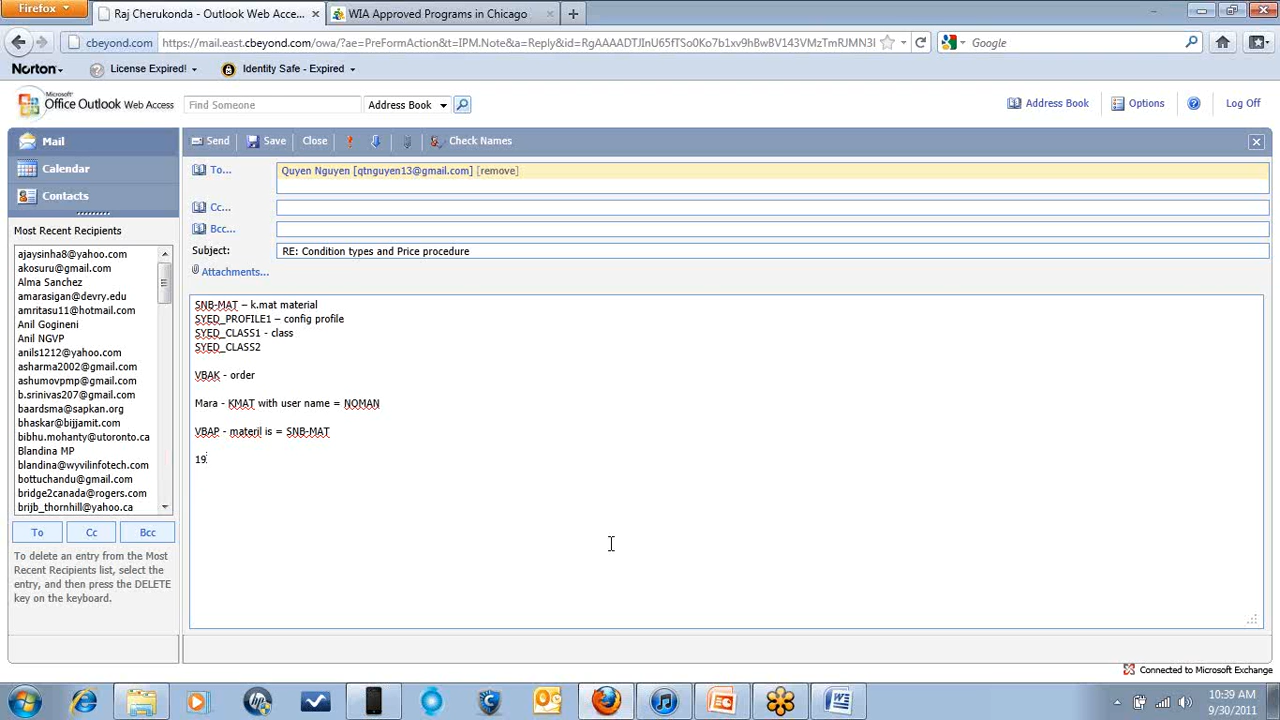 Firefox
Raj Cherukonda - Outlook Web Acce...
WIA Approved Programs in Chicago
cbeyond.com
https://mail.east.cbeyond.com/owa/?ae=PreFormAction&t=IPM.Note&a=Reply&id=RgAAAADTJInU65fTSo0Ko7b1xv9hBwBV143VMzTmRJMN3I
Google
Norton
License Expired!
Identity Safe - Expired
Microsoft
Office Outlook Web Access
Find Someone
Address Book
Address Book
Options
Log Off
Mail
Calendar
Contacts
Send
Save
Close
Check Names
To...
Quyen Nguyen [qtnguyen13@gmail.com] [remove]
Cc...
Bcc...
Subject:
RE: Condition types and Price procedure
Attachments...
Most Recent Recipients
ajaysinha8@yahoo.com
akosuru@gmail.com
Alma Sanchez
amarasigan@devry.edu
amritasu11@hotmail.com
Anil Gogineni
Anil NGVP
anils1212@yahoo.com
asharma2002@gmail.com
ashumovpmp@gmail.com
b.srinivas207@gmail.com
baardsma@sapkan.org
bhaskar@bijjamit.com
bibhu.mohanty@utoronto.ca
Blandina MP
blandina@wyvilinfotech.com
bottuchandu@gmail.com
bridge2canada@rogers.com
brijb_thornhill@yahoo.ca
To
Cc
Bcc
To delete an entry from the Most
Recent Recipients list, select the
entry, and then press the DELETE
key on the keyboard.
SNB-MAT – k.mat material
SYED_PROFILE1 – config profile
SYED_CLASS1 - class
SYED_CLASS2
VBAK - order
Mara - KMAT with user name = NOMAN
VBAP - materil is = SNB-MAT
19
Connected to Microsoft Exchange
10:39 AM
9/30/2011